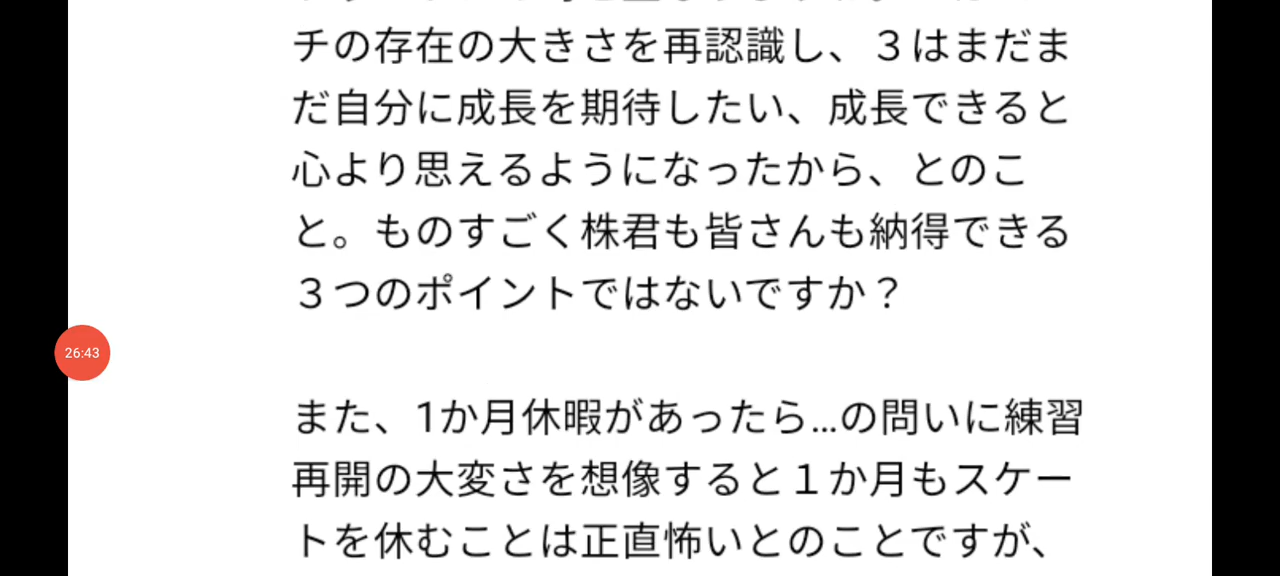 チの存在の大きさを再認識し、３はまだま
だ自分に成長を期待したい、成長できると
心より思えるようになったから、とのこ
と。ものすごく株君も皆さんも納得できる
３つのポイントではないですか？
26:43
また、1か月休暇があったら…の問いに練習
再開の大変さを想像すると１か月もスケー
トを休むことは正直怖いとのことですが、